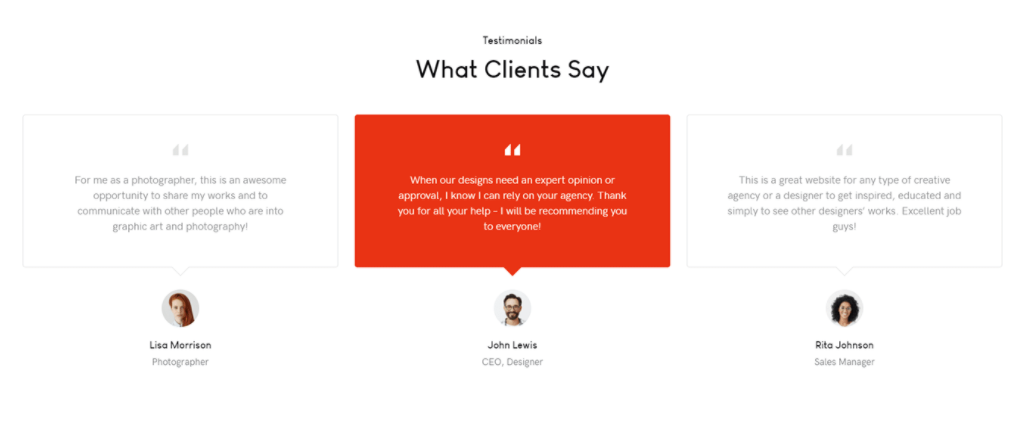 Testimonials
What Clients Say
“
For me as a photographer, this is an awesome
opportunity to share my works and to
communicate with other people who are into
graphic art and photography!
Lisa Morrison
Photographer
“
When our designs need an expert opinion or
approval, I know I can rely on your agency. Thank
you for all your help – I will be recommending you
to everyone!
John Lewis
CEO, Designer
“
This is a great website for any type of creative
agency or a designer to get inspired, educated and
simply to see other designers’ works. Excellent job
guys!
Rita Johnson
Sales Manager